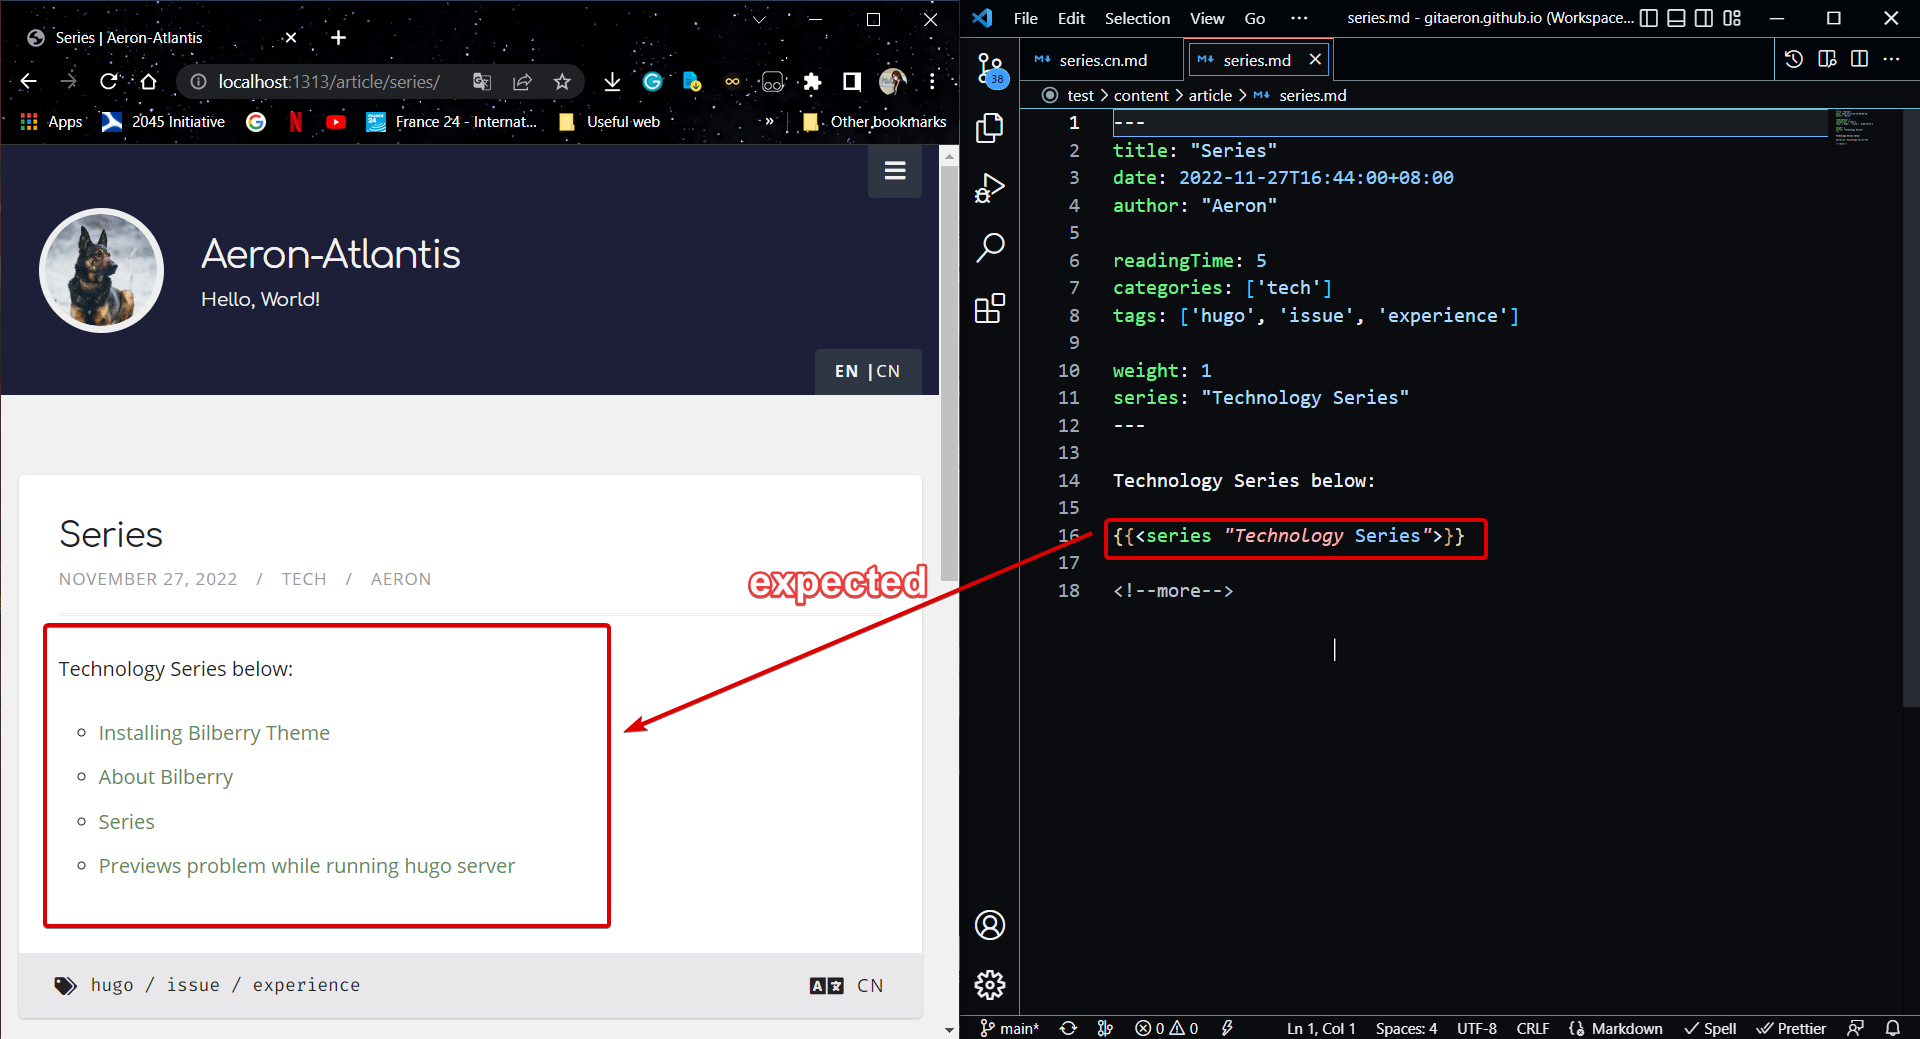 Series | Aeron-Atlantis
localhost:1313/article/series/
Apps
2045 Initiative
France 24 - Internat...
Useful web
»
Other bookmarks
Aeron-Atlantis
Hello, World!
EN |CN
Series
NOVEMBER 27, 2022 / TECH / AERON
expected
Technology Series below:
Installing Bilberry Theme
About Bilberry
Series
Previews problem while running hugo server
hugo / issue / experience
CN
File Edit Selection View Go ···
series.md - gitaeron.github.io (Workspace...
series.cn.md
series.md
test > content > article > series.md
38
1 ---
2 title: "Series"
3 date: 2022-11-27T16:44:00+08:00
4 author: "Aeron"
5
6 readingTime: 5
7 categories: ['tech']
8 tags: ['hugo', 'issue', 'experience']
9
10 weight: 1
11 series: "Technology Series"
12 ---
13
14 Technology Series below:
15
16 {{<series "Technology Series">}}
17
18 <!--more-->
main* 0 0 Ln 1, Col 1 Spaces: 4 UTF-8 CRLF Markdown Spell Prettier